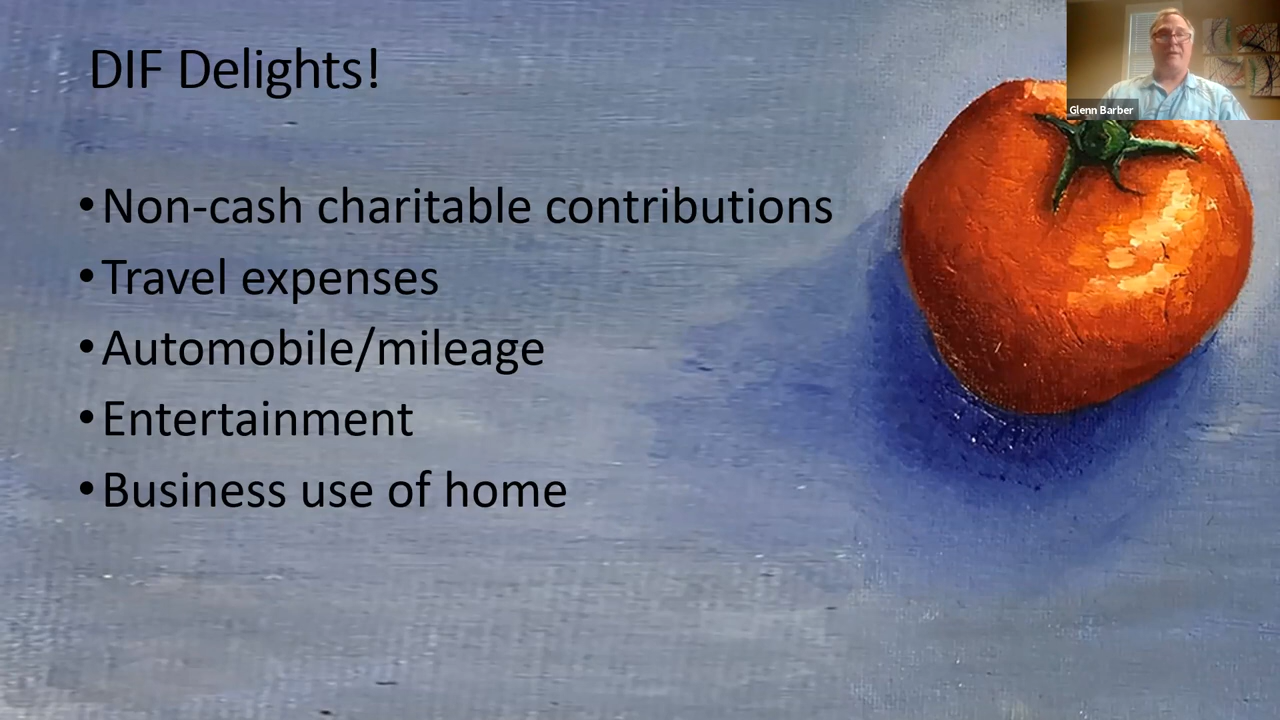 DIF Delights!
Glenn Barber
•Non-cash charitable contributions
•Travel expenses
•Automobile/mileage
•Entertainment
•Business use of home